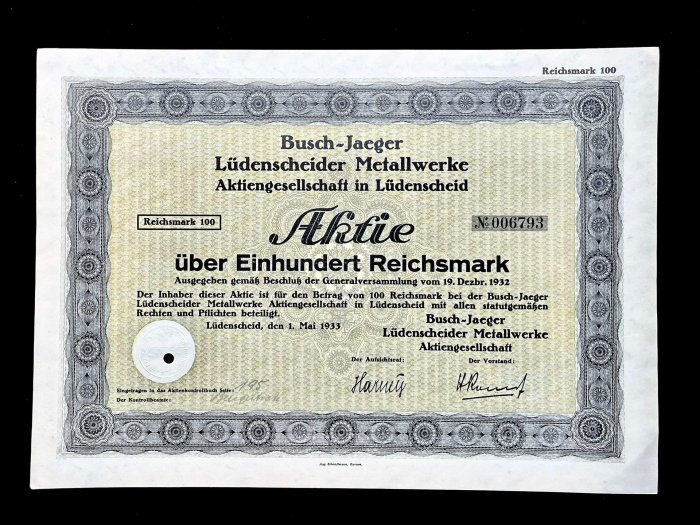 Reichsmark 100
Busch-Jaeger
Lüdenscheider Metallwerke
Aktiengesellschaft in Lüdenscheid
Reichsmark 100
Aktie
№ 006793
über Einhundert Reichsmark
Ausgegeben gemäß Beschluß der Generalversammlung vom 19. Dezbr. 1932
Der Inhaber dieser Aktie ist für den Betrag von 100 Reichsmark bei der Busch-Jaeger
Lüdenscheider Metallwerke Aktiengesellschaft in Lüdenscheid mit allen statutgemäßen
Rechten und Pflichten beteiligt.
Lüdenscheid, den 1. Mai 1933
Busch-Jaeger
Lüdenscheider Metallwerke
Aktiengesellschaft
Der Aufsichtsrat:
Der Vorstand:
Eingetragen in das Aktienkontrollbuch Seite: 195
Der Kontrollbeamte: